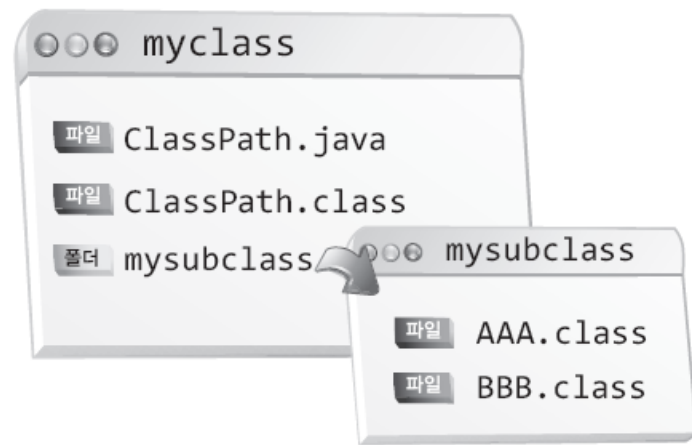 myclass
파일 ClassPath.java
파일 ClassPath.class
폴더 mysubclass
mysubclass
파일 AAA.class
파일 BBB.class